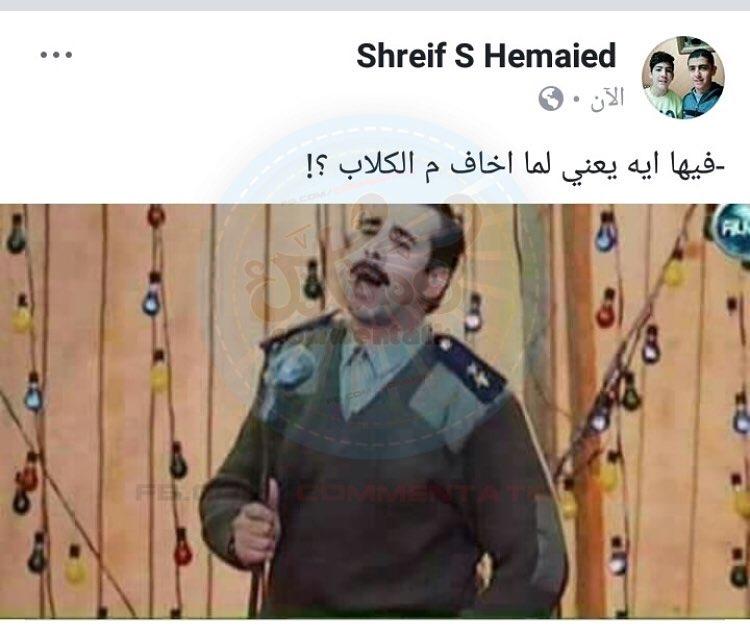 Shreif S Hemaied
الآن
-فيها ايه يعني لما اخاف م الكلاب ؟!